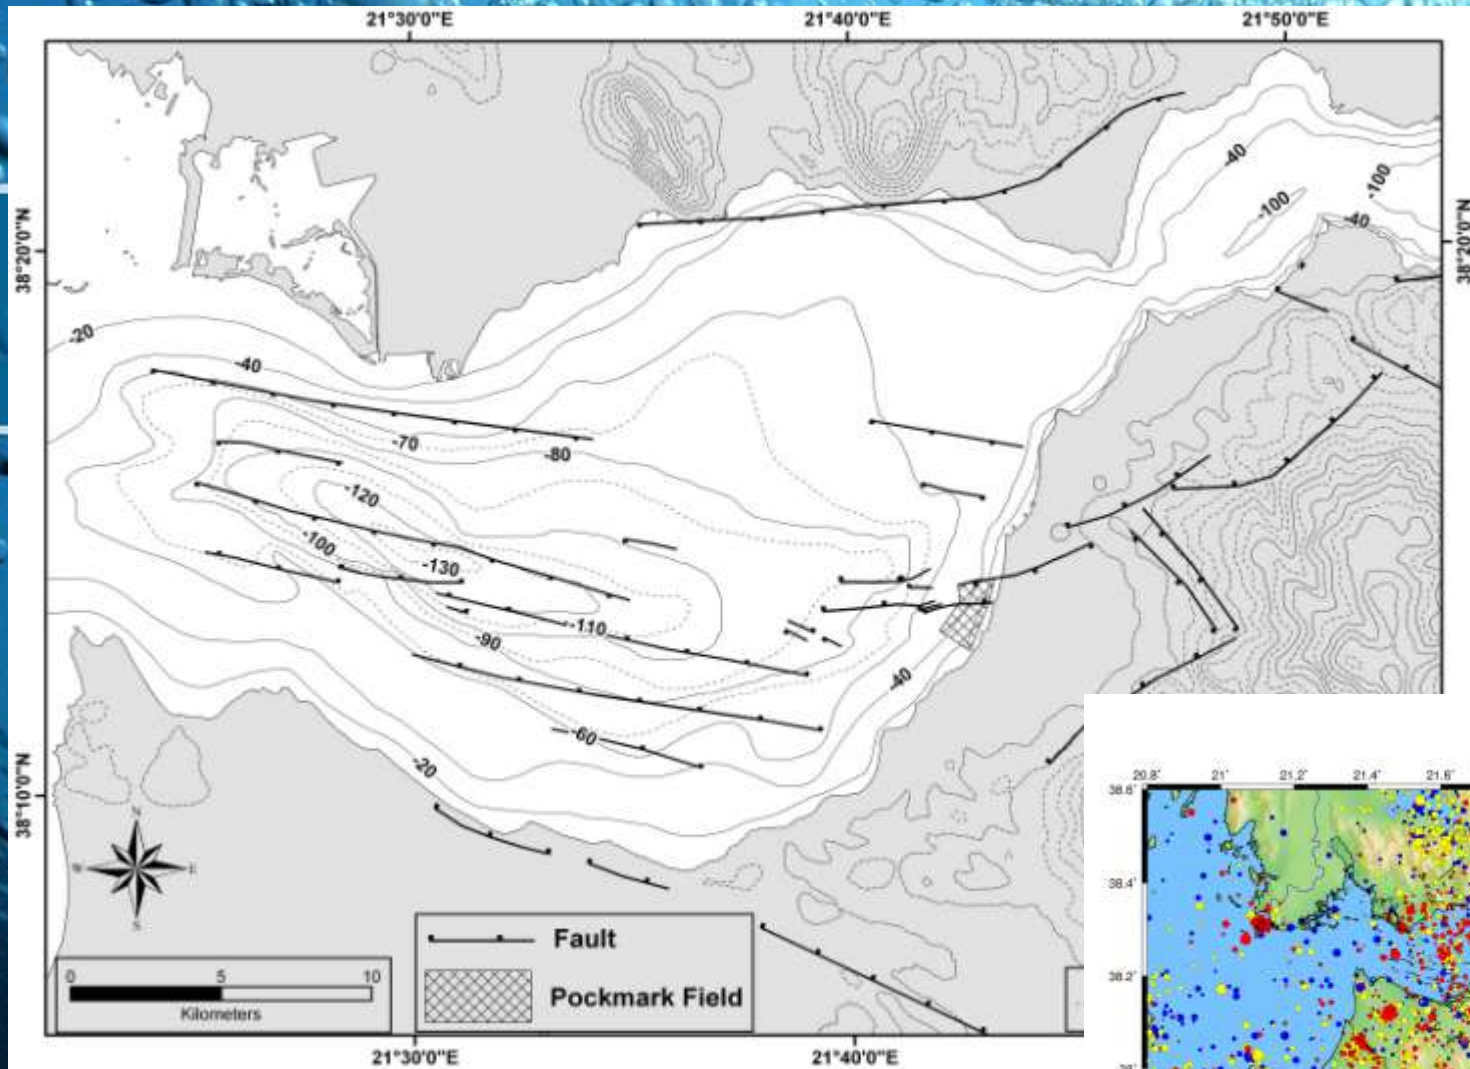 21°30'0"E
21°40'0"E
21°50'0"E
38°20'0"N
38°20'0"N
-40
-100
-100
-40
-20
-40
-70
-80
-120
-100
-130
-110
-90
-40
-60
-20
38°10'0"N
N
W
E
S
Fault
Pockmark Field
0
5
10
Kilometers
21°30'0"E
21°40'0"E
20.8˚
21˚
21.2˚
21.4˚
21.6˚
38.6˚
38.4˚
38.2˚
38˚